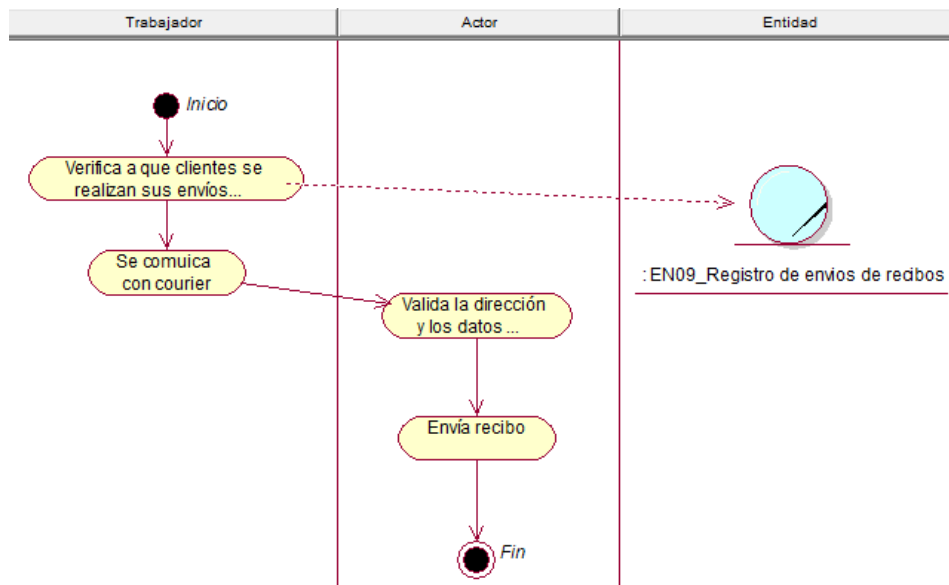 Trabajador
Actor
Entidad
Inicio
Verifica a que clientes se
realizan sus envíos...
Se comuica
con courier
: EN09_Registro de envios de recibos
Valida la dirección
y los datos ...
Envía recibo
Fin